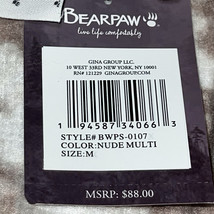 BEARPAW
live life comfortably
GINA GROUP LLC.
10 WEST 33RD NEW YORK, NY 10001
RN# 121229 GINAGROUP.COM
1 94587 34066 3
STYLE# BWPS-0107
COLOR:NUDE MULTI
SIZE:M
MSRP: $88.00